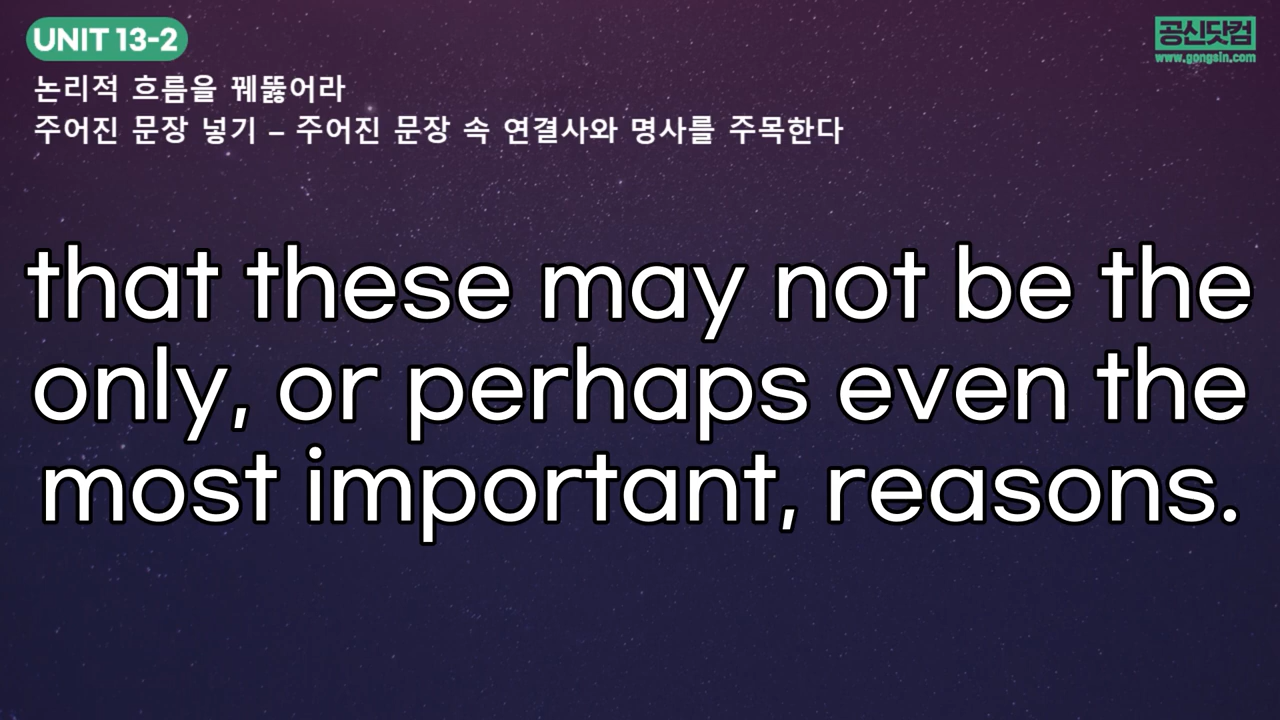 UNIT 13-2
공신닷컴
www.gongsin.com
논리적 흐름을 꿰뚫어라
주어진 문장 넣기 – 주어진 문장 속 연결사와 명사를 주목한다
that these may not be the
only, or perhaps even the
most important, reasons.